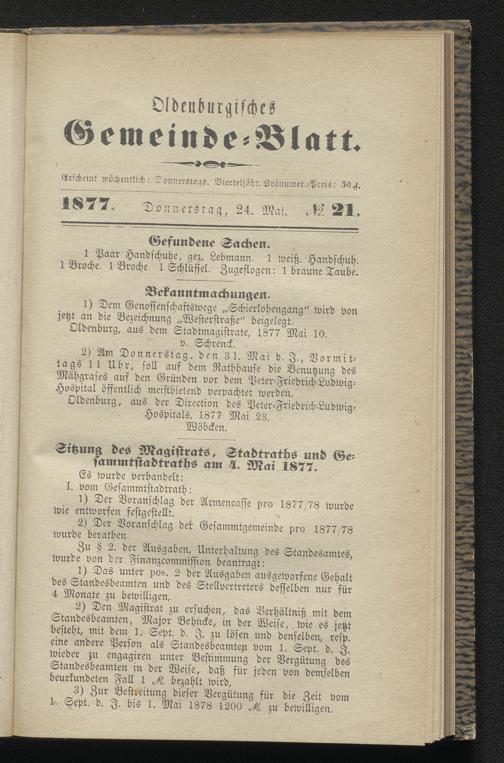 Oldenburgisches
Gemeinde=Blatt.
Erscheint wöchentlich: Donnerstags. Vierteljähr. Pränumer.=Preis: 50 ₰.
1877. Donnerstag, 24. Mai. № 21.
Gefundene Sachen.
1 Paar Handschuhe, gez. Lebmann. 1 weiß. Handschuh.
1 Broche. 1 Broche. 1 Schlüssel. Zugeflogen: 1 braune Taube.
Bekanntmachungen.
1) Dem Genossenschaftswege „Schierlohengang“ wird von
jetzt an die Bezeichnung „Westerstraße“ beigelegt.
Oldenburg, aus dem Stadtmagistrate, 1877 Mai 10.
v. Schrenck.
2) Am Donnerstag, den 31. Mai d. J., Vormit-
tags 11 Uhr, soll auf dem Rathhause die Benutzung des
Mähgrases auf den Gründen vor dem Peter=Friedrich=Ludwig-
Hospital öffentlich meistbietend verpachtet werden.
Oldenburg, aus der Direction des Peter=Friedrich=Ludwig-
Hospitals, 1877 Mai 23.
Wöbcken.
Sitzung des Magistrats, Stadtraths und Ge-
sammtstadtraths am 4. Mai 1877.
Es wurde verhandelt:
I. vom Gesammtstadtrath:
1) Der Voranschlag der Armencasse pro 1877/78 wurde
wie entworfen festgestellt.
2) Der Voranschlag der Gesammtgemeinde pro 1877/78
wurde berathen.
Zu § 2. der Ausgaben, Unterhaltung des Standesamtes,
wurde von der Finanzcommission beantragt:
1) Das unter pos. 2 der Ausgaben ausgeworfene Gehalt
des Standesbeamten und des Stellvertreters desselben nur für
4 Monate zu bewilligen.
2) Den Magistrat zu ersuchen, das Verhältniß mit dem
Standesbeamten, Major Behncke, in der Weise, wie es jetzt
besteht, mit dem 1. Sept. d. J. zu lösen und denselben, resp.
eine andere Person als Standesbeamten vom 1. Sept. d. J.
wieder zu engagiren unter Bestimmung der Vergütung des
Standesbeamten in der Weise, daß für jeden von demselben
beurkundeten Fall 1 ℳ bezahlt wird.
3) Zur Bestreitung dieser Vergütung für die Zeit vom
1. Sept. d. J. bis 1. Mai 1878 1200 ℳ zu bewilligen.